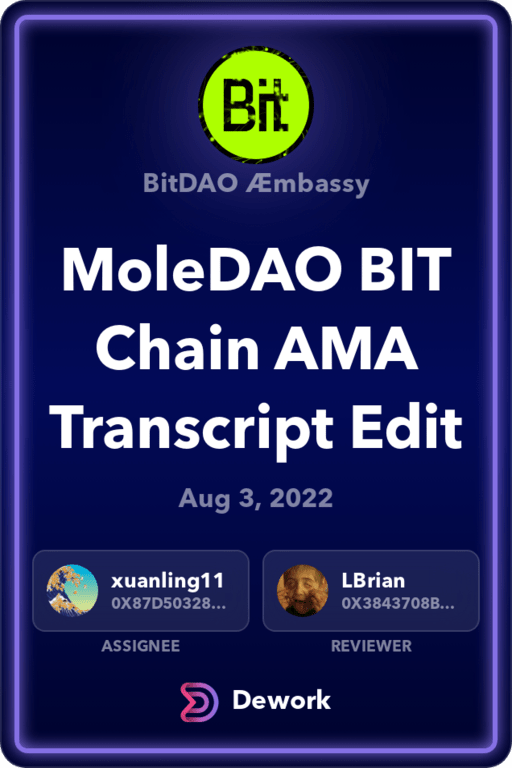 Bit
BitDAO Æmbassy
MoleDAO BIT
Chain AMA
Transcript Edit
Aug 3, 2022
xuanling11
0X87D50328...
LBrian
0X3843708B...
ASSIGNEE
REVIEWER
Dework